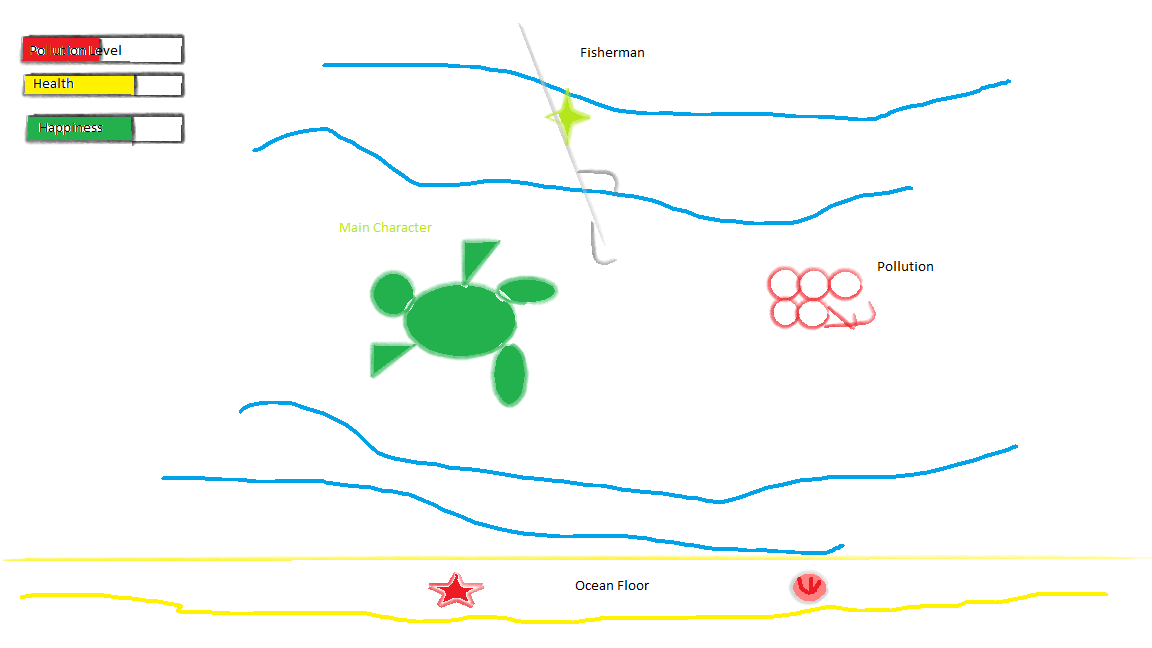 Pollution Level
Health
Happiness
Fisherman
Main Character
Pollution
Ocean Floor